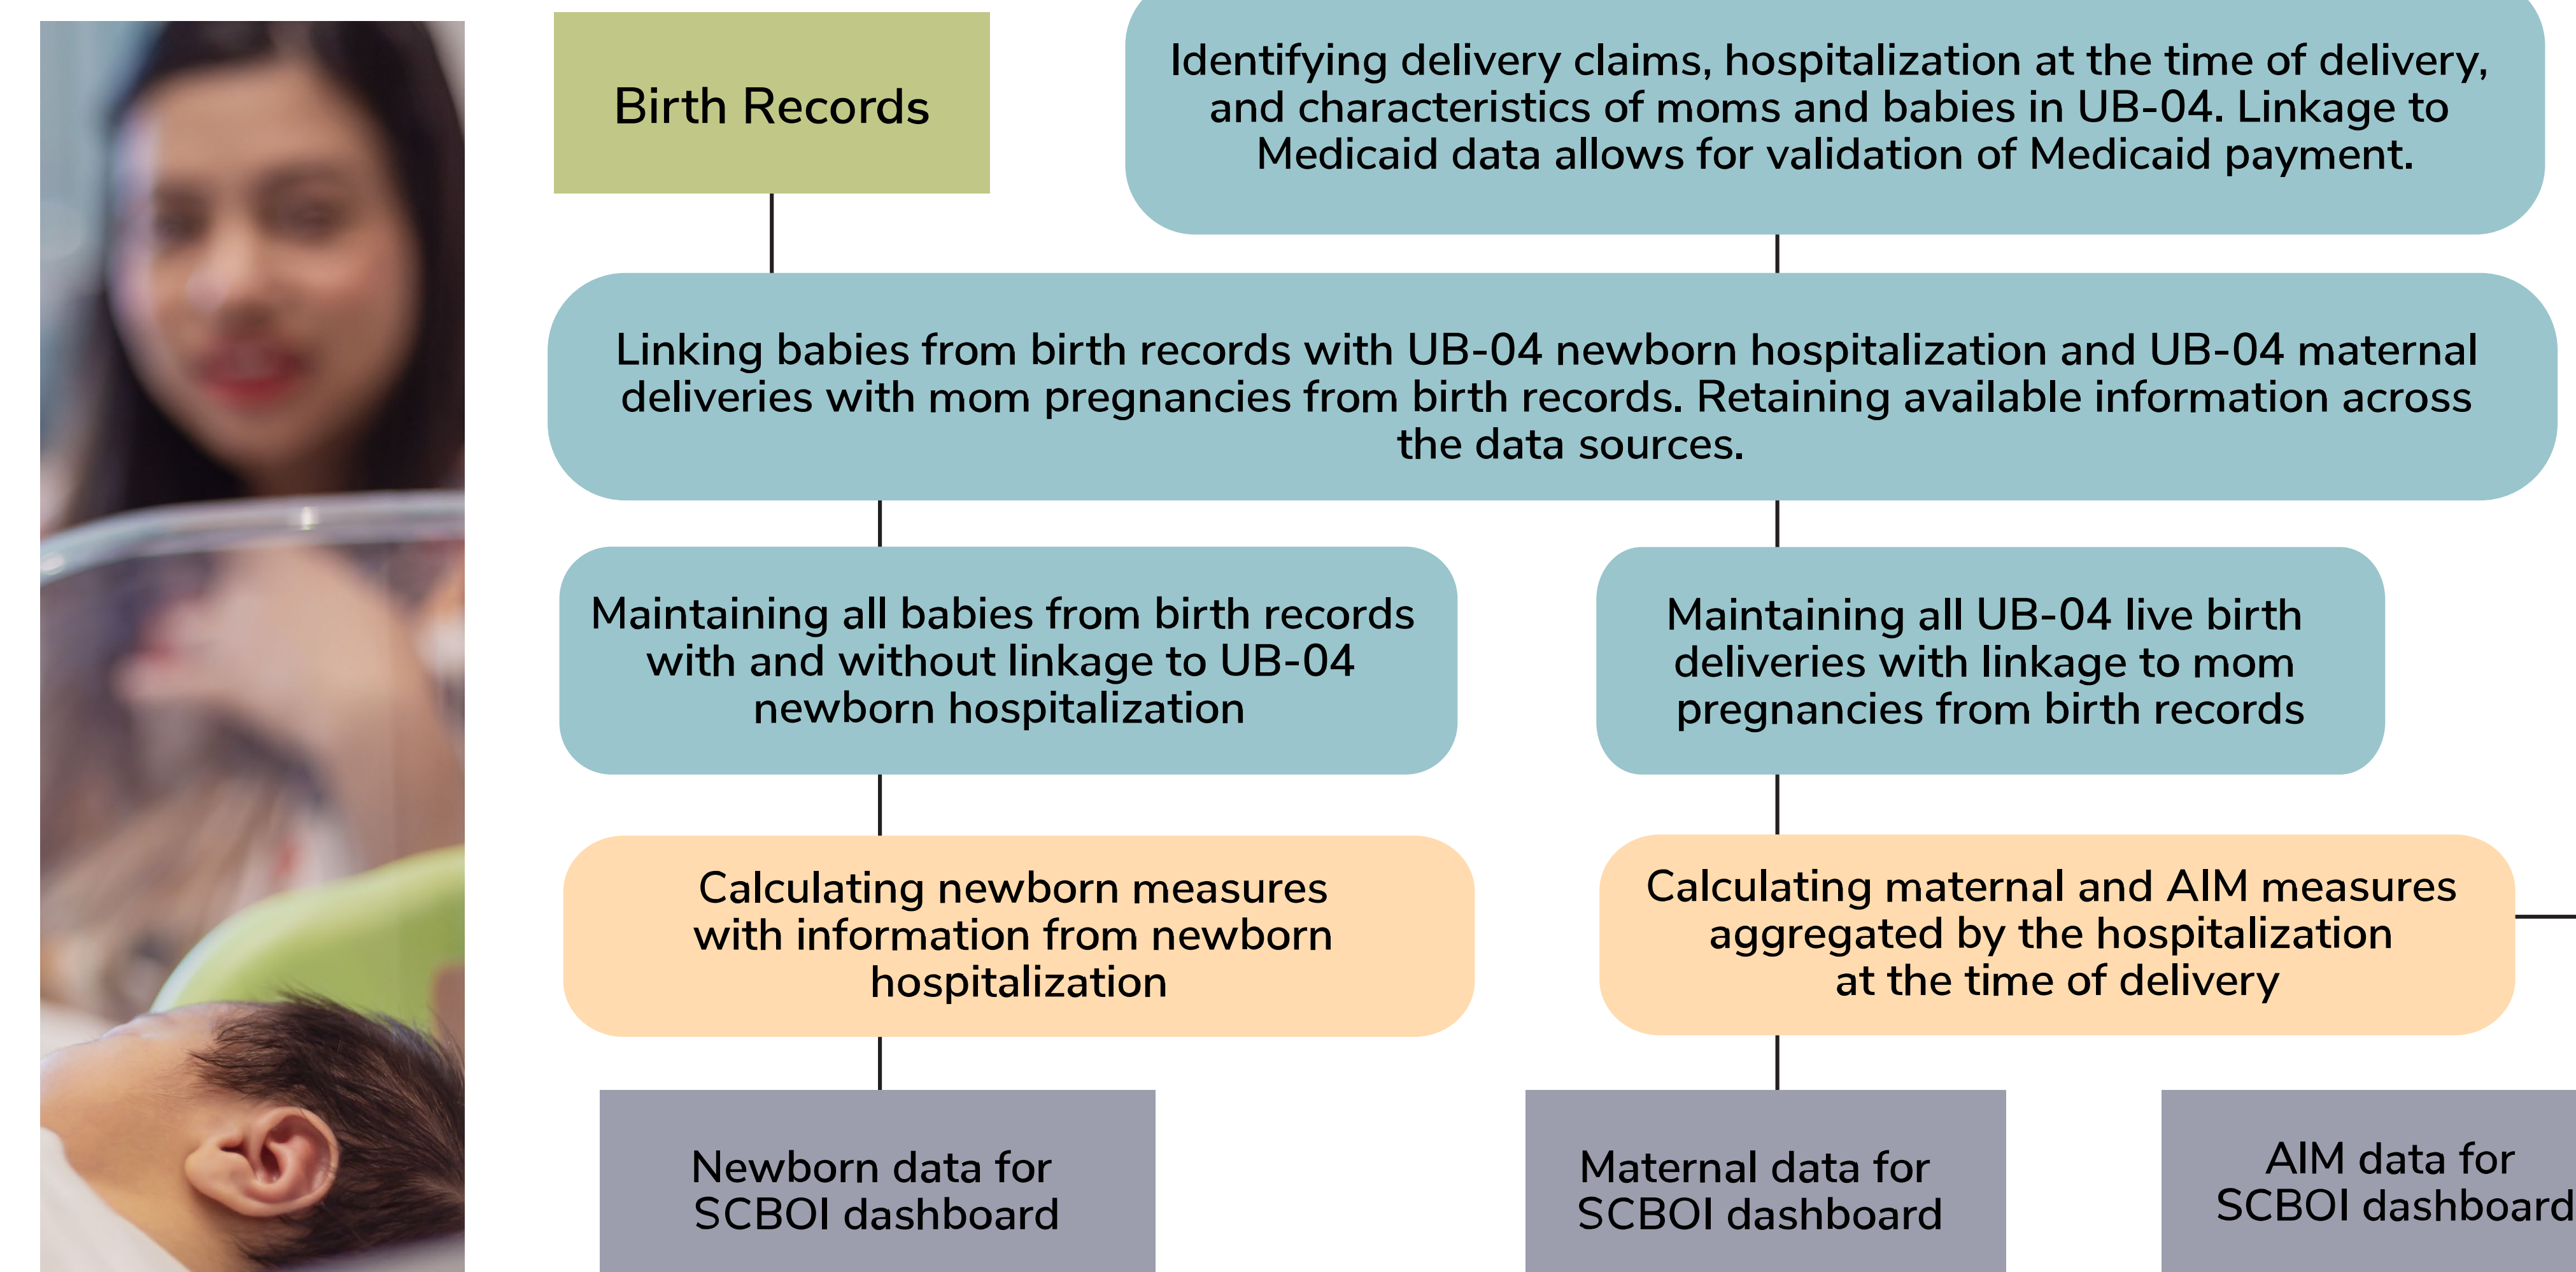 Birth Records
Identifying delivery claims, hospitalization at the time of delivery,
and characteristics of moms and babies in UB-04. Linkage to
Medicaid data allows for validation of Medicaid payment.
Linking babies from birth records with UB-04 newborn hospitalization and UB-04 maternal
deliveries with mom pregnancies from birth records. Retaining available information across
the data sources.
Maintaining all babies from birth records
with and without linkage to UB-04
newborn hospitalization
Maintaining all UB-04 live birth
deliveries with linkage to mom
pregnancies from birth records
Calculating newborn measures
with information from newborn
hospitalization
Calculating maternal and AIM measures
aggregated by the hospitalization
at the time of delivery
Newborn data for
SCBOI dashboard
Maternal data for
SCBOI dashboard
AIM data for
SCBOI dashboard